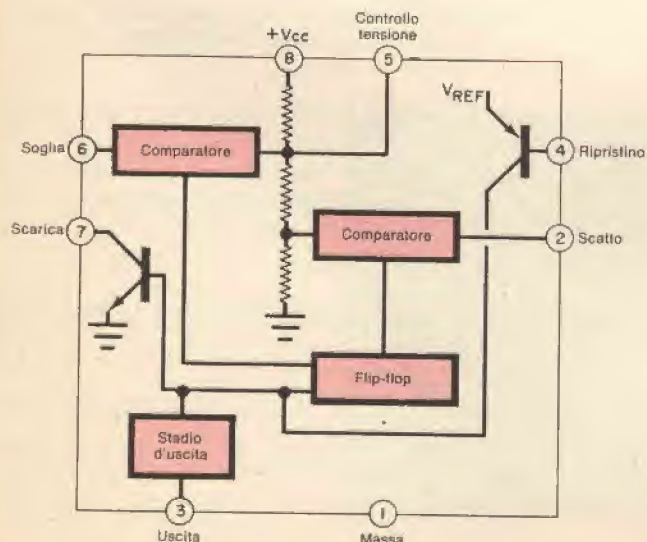 Controllo
tensione
+Vcc
8
5
VREF
Soglia
6
Comparatore
4
Ripristino
Scarica
7
Comparatore
2
Scatto
Flip-flop
Stadio
d'uscita
3
1
Uscita
Massa